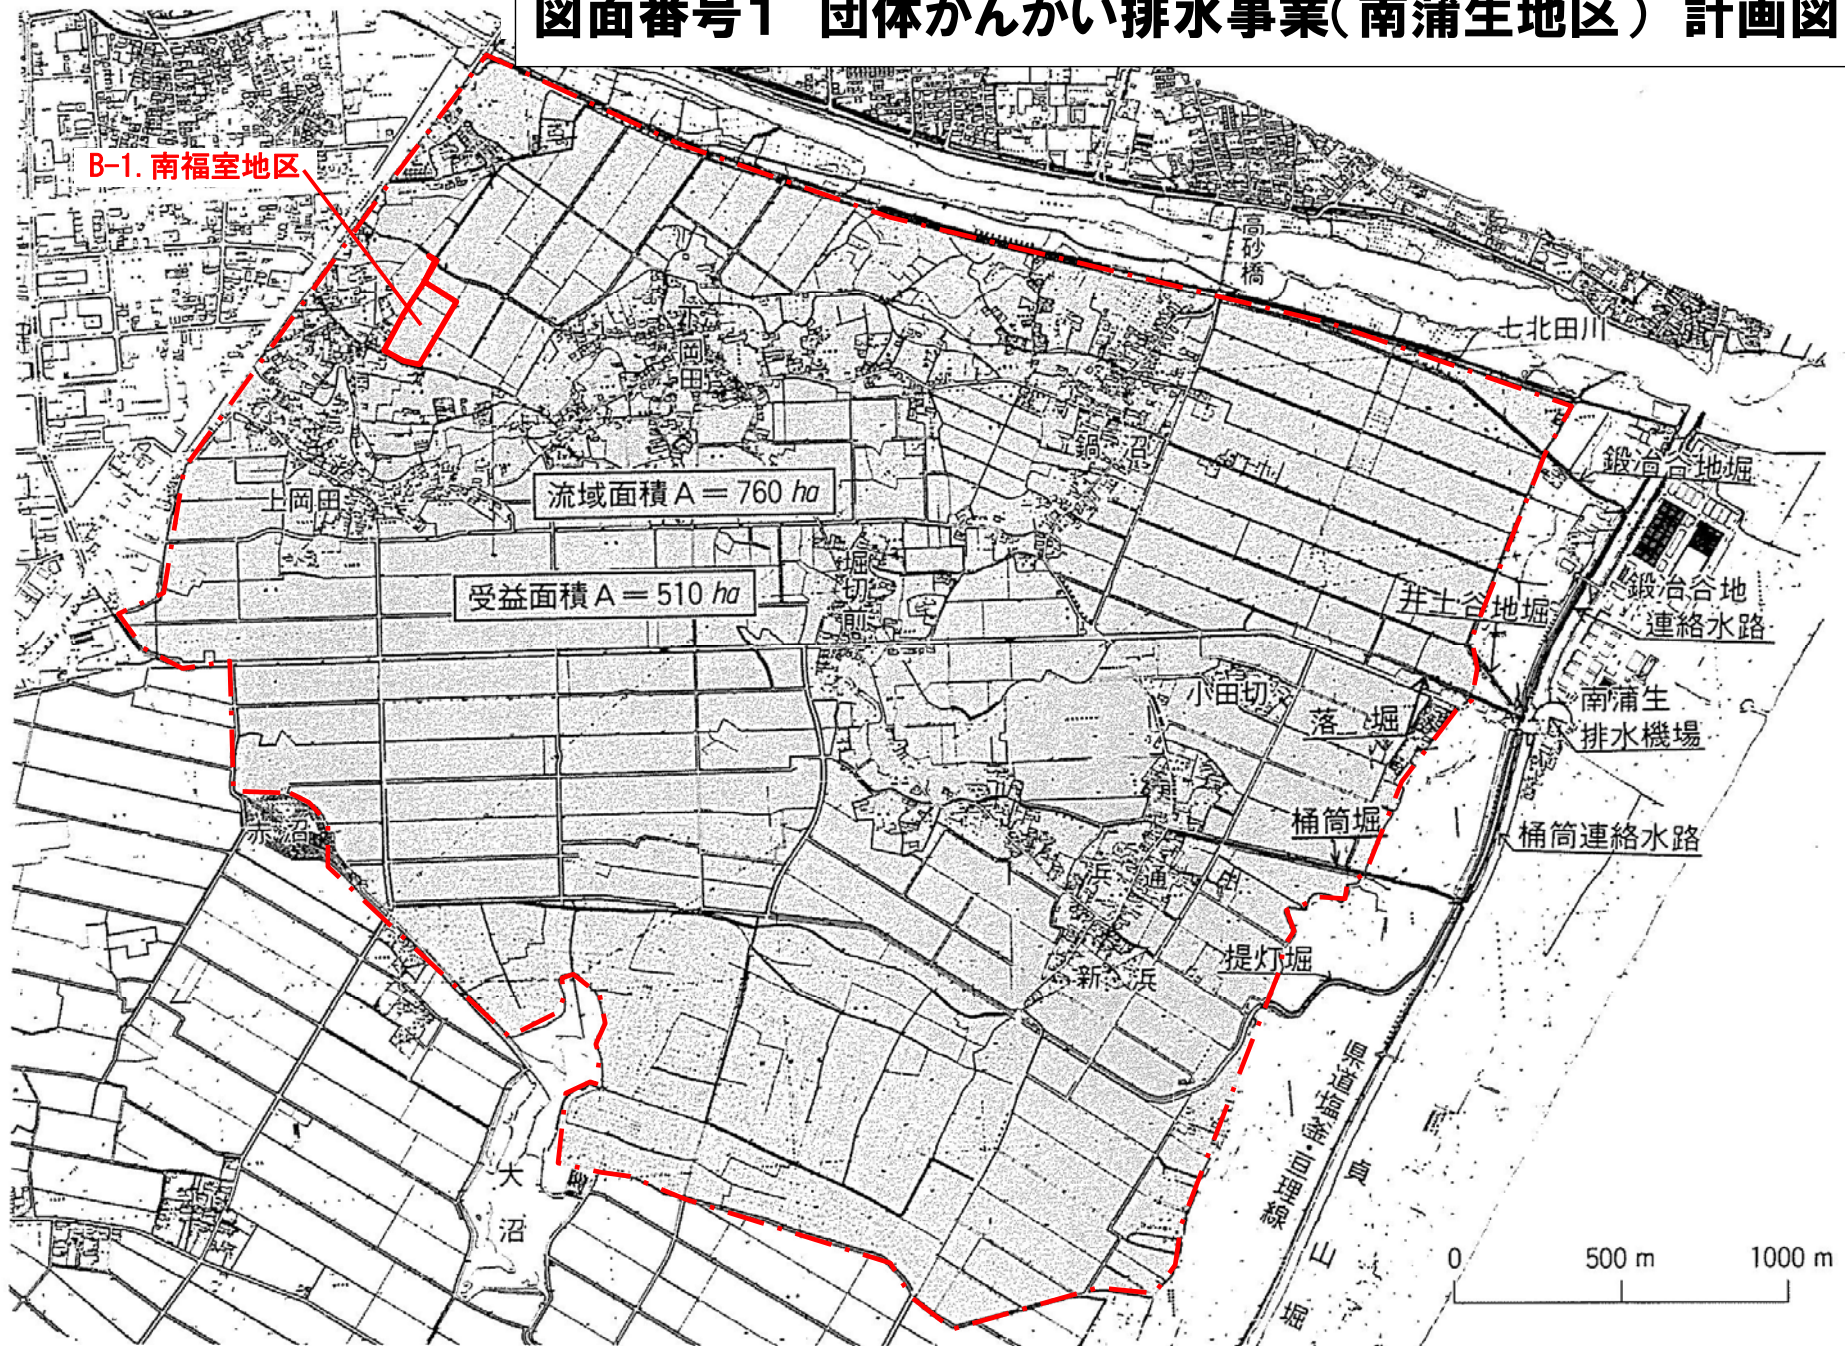 図面番号1 団体かんがい排水事業(南蒲生地区) 計画図
B-1. 南福室地区
高砂橋
七北田川
岡田
鍋沼
鍛冶谷地堀
流域面積 A = 760 ha
上岡田
受益面積 A = 510 ha
堀切前
井土谷地堀
鍛冶谷地
連絡水路
小田切
落堀
南蒲生
排水機場
赤沼
桶筒堀
桶筒連絡水路
浜通
新浜
提灯堀
県道塩釜・亘理線
大沼
貞山堀
0 500 m 1000 m